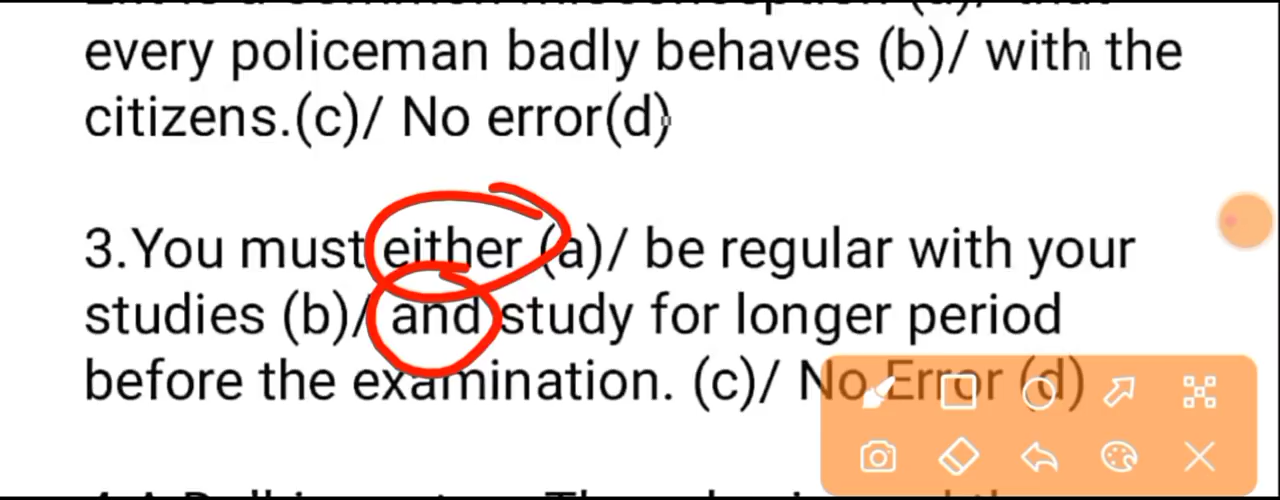 every policeman badly behaves (b)/ with the
citizens.(c)/ No error(d)
3.You must either (a)/ be regular with your
studies (b)/ and study for longer period
before the examination. (c)/ No Error (d)